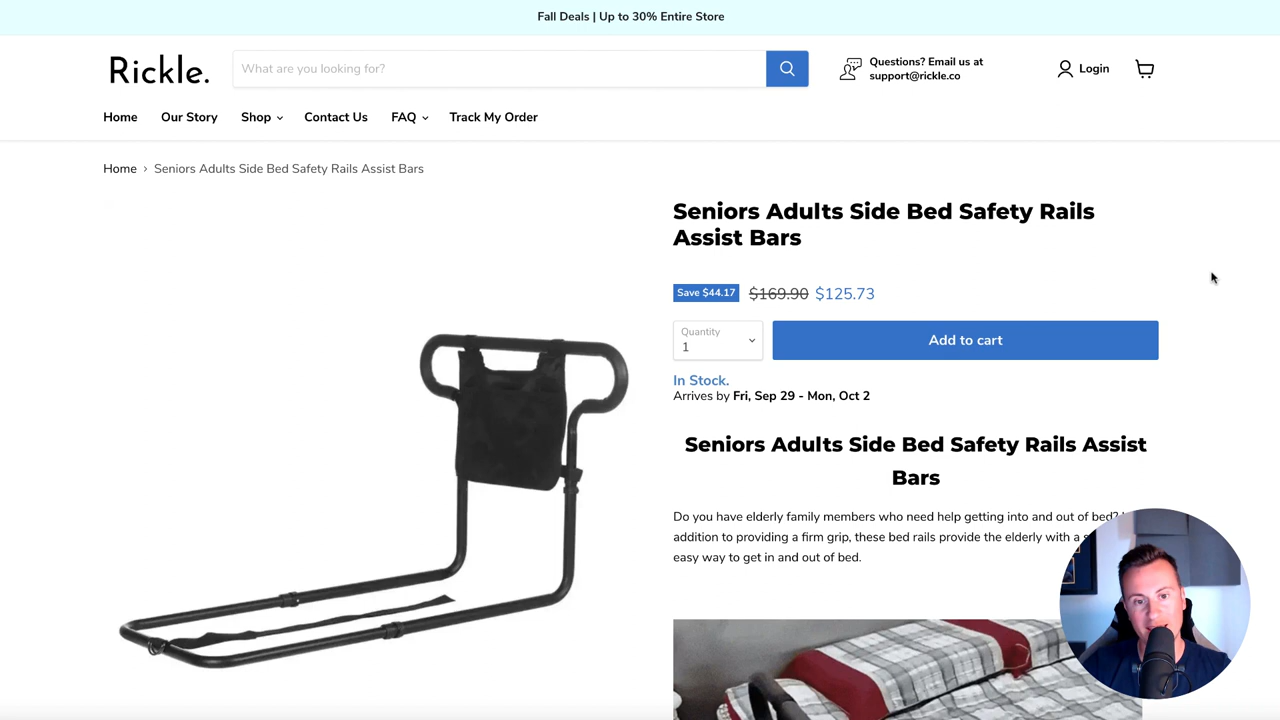 Fall Deals | Up to 30% Entire Store
Rickle.
What are you looking for?
Questions? Email us at
support@rickle.co
Login
Home
Our Story
Shop
Contact Us
FAQ
Track My Order
Home › Seniors Adults Side Bed Safety Rails Assist Bars
Seniors Adults Side Bed Safety Rails
Assist Bars
Save $44.17 $169.90 $125.73
Quantity
1
Add to cart
In Stock.
Arrives by Fri, Sep 29 - Mon, Oct 2
Seniors Adults Side Bed Safety Rails Assist
Bars
Do you have elderly family members who need help getting into and out of bed?
addition to providing a firm grip, these bed rails provide the elderly with a
easy way to get in and out of bed.